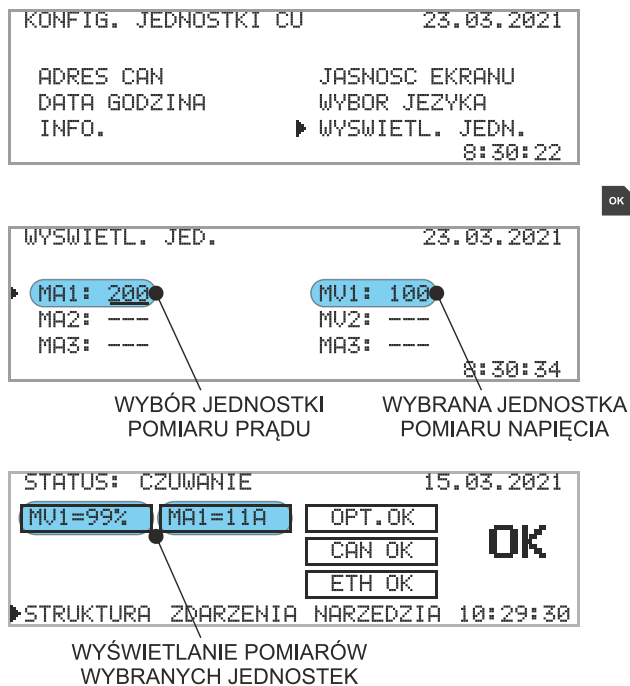 KONFIG. JEDNOSTKI CU 23.03.2021
ADRES CAN JASNOSC EKRANU
DATA GODZINA WYBOR JEZYKA
INFO. WYSWIETL. JEDN.
8:30:22
OK
WYSWIETL. JED. 23.03.2021
MA1: 200 MV1: 100
MA2: --- MV2: ---
MA3: --- MA3: ---
8:30:34
WYBÓR JEDNOSTKI WYBRANA JEDNOSTKA
POMIARU PRĄDU POMIARU NAPIĘCIA
STATUS: CZUWANIE 15.03.2021
MV1=99% MA1=11A OPT.OK OK
CAN OK
ETH OK
STRUKTURA ZDARZENIA NARZEDZIA 10:29:30
WYŚWIETLANIE POMIARÓW
WYBRANYCH JEDNOSTEK